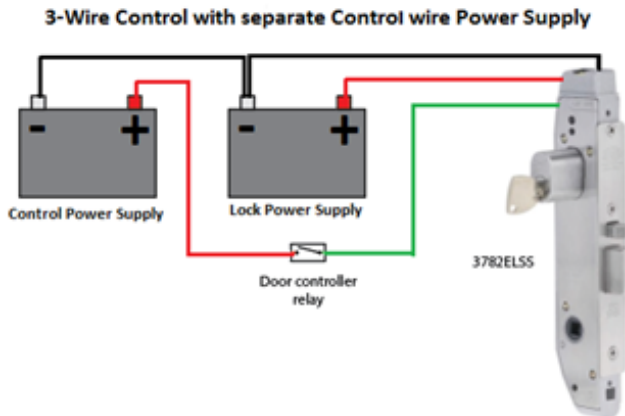 3-Wire Control with separate Control wire Power Supply
- + - +
Control Power Supply
Lock Power Supply
3782ELSS
Door controller
relay